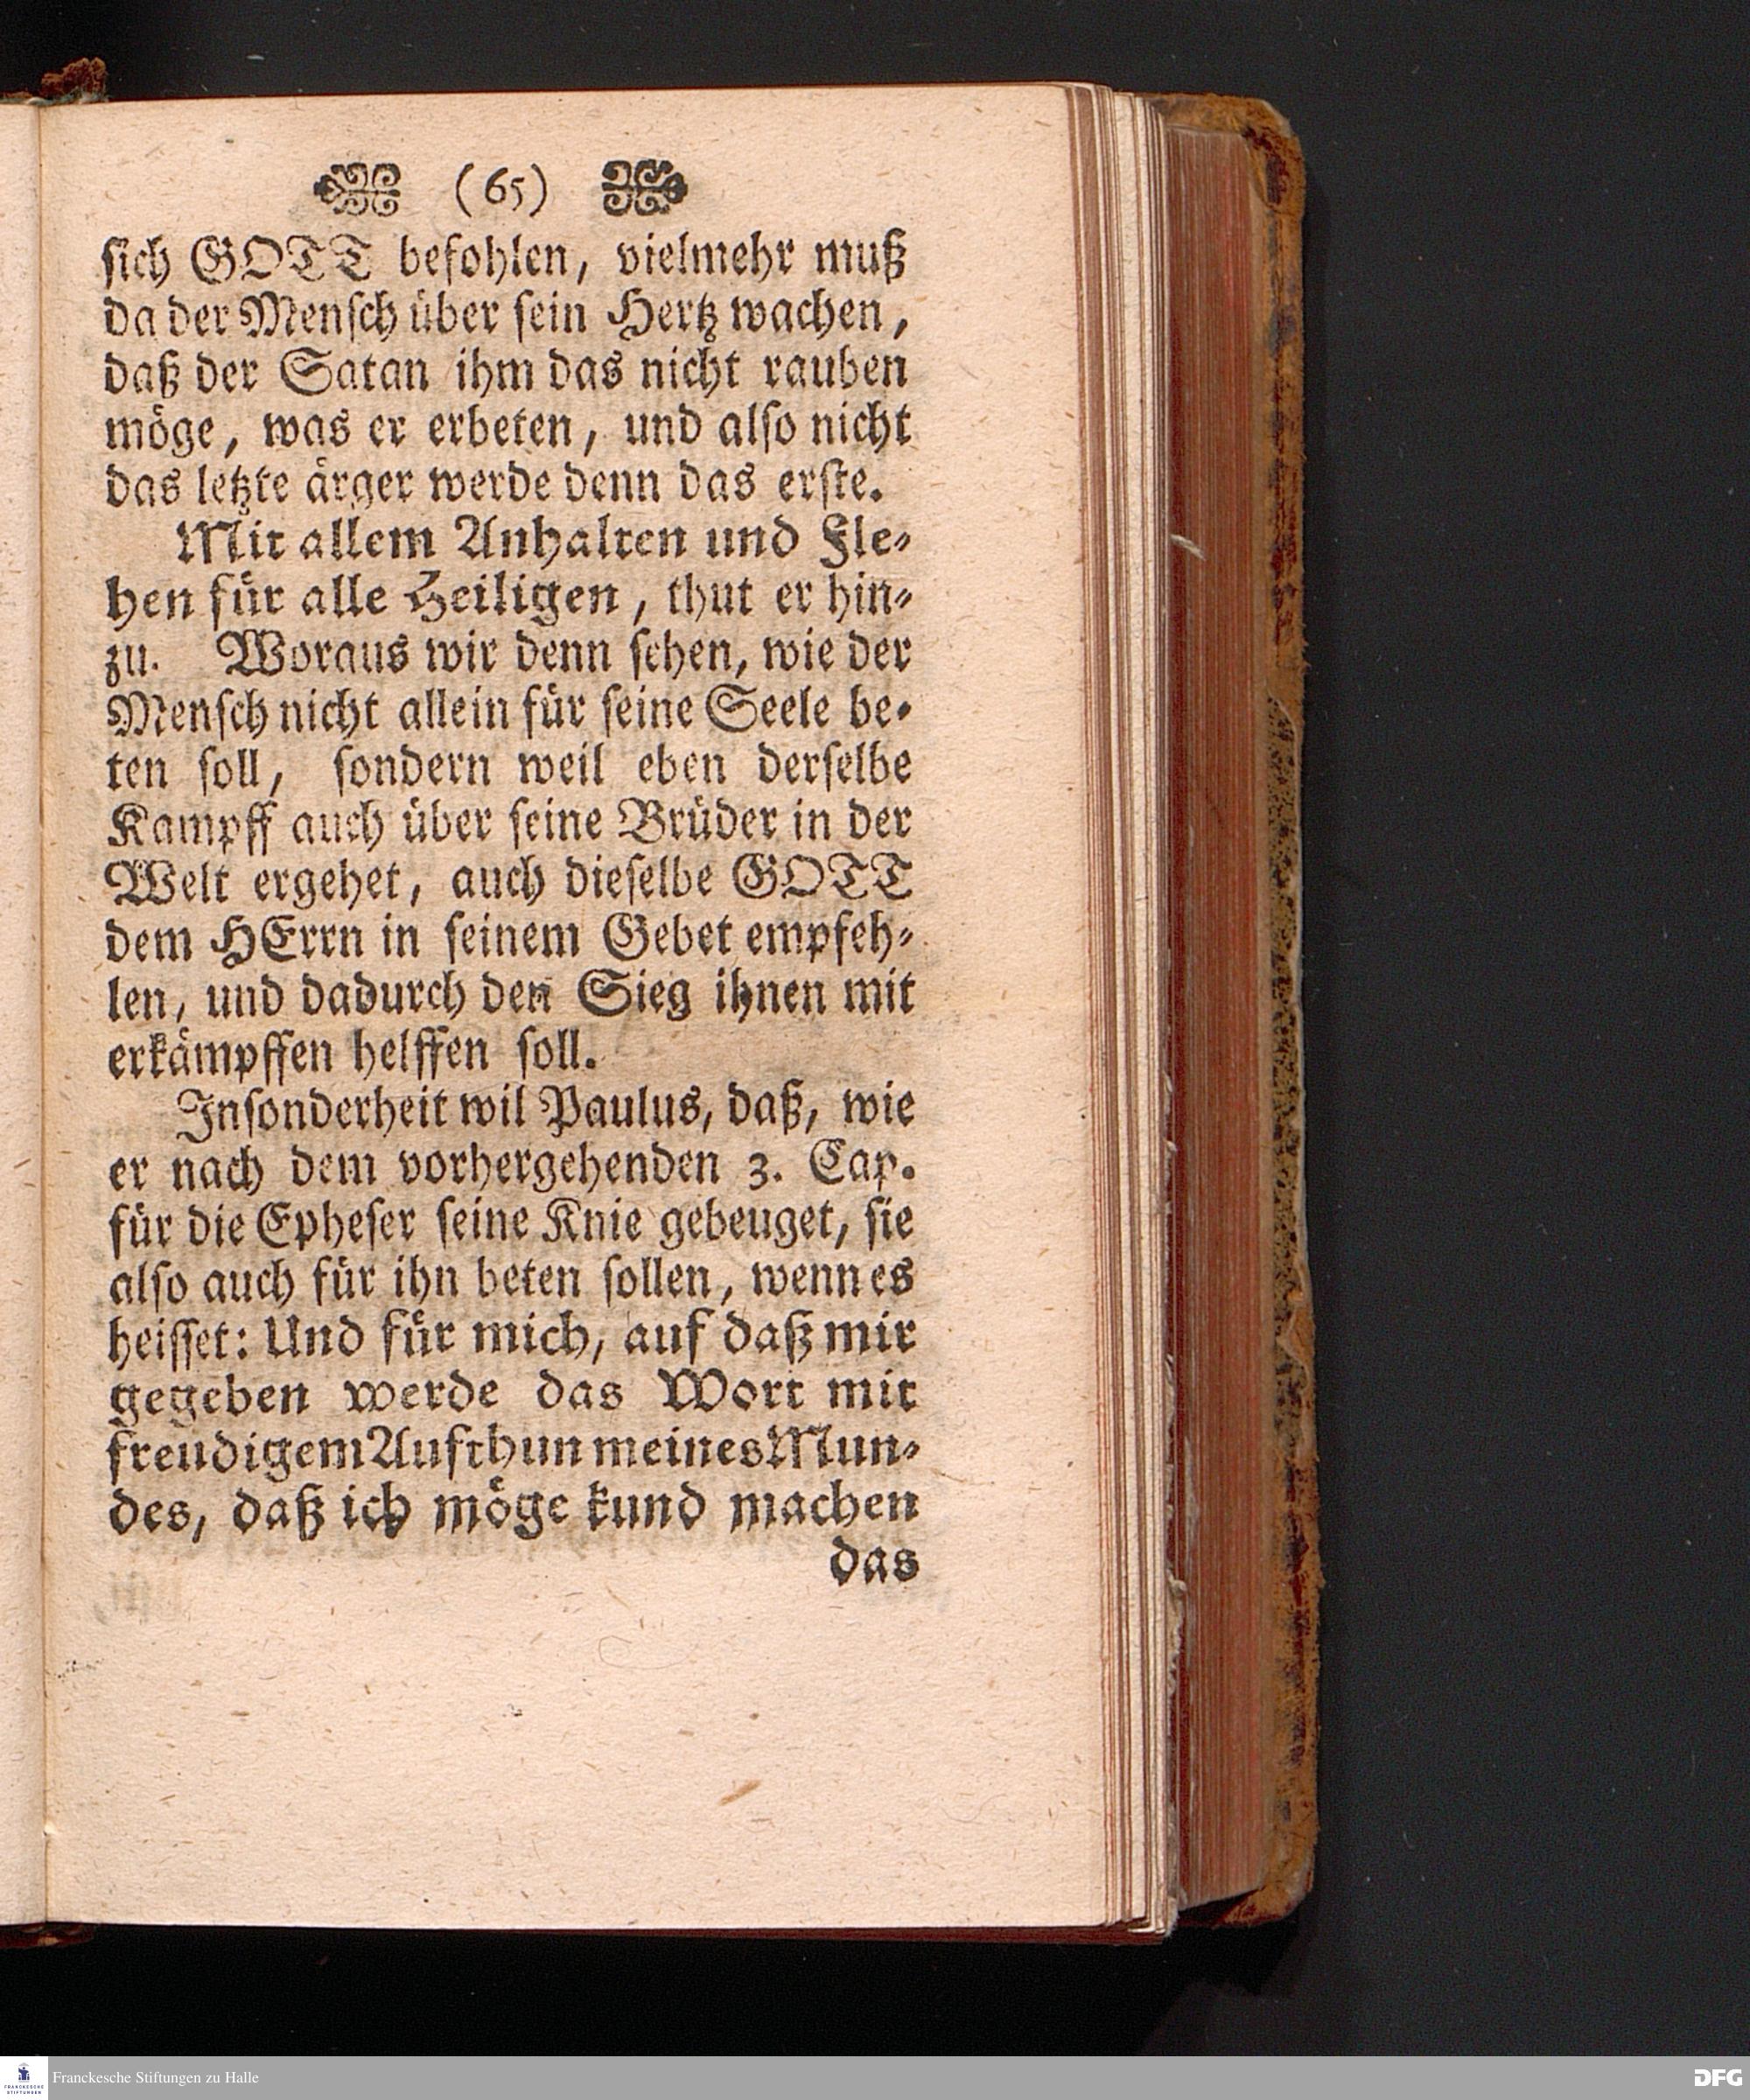 (65)
sich GOTT befohlen, vielmehr muß
da der Mensch über sein Hertz wachen,
daß der Satan ihm das nicht rauben
möge, was er erbeten, und also nicht
das letzte ärger werde denn das erste.
Mit allem Anhalten und Fle-
hen für alle Heiligen, thut er hin-
zu. Woraus wir denn sehen, wie der
Mensch nicht allein für seine Seele be-
ten soll, sondern weil eben derselbe
Kampff auch über seine Brüder in der
Welt ergehet, auch dieselbe GOTT
dem HErrn in seinem Gebet empfeh-
len, und dadurch den Sieg ihnen mit
erkämpffen helffen soll.
Insonderheit wil Paulus, daß, wie
er nach dem vorhergehenden 3. Cap.
für die Epheser seine Knie gebeuget, sie
also auch für ihn beten sollen, wenn es
heisset: Und für mich, auf daß mir
gegeben werde das Wort mit
freudigem Aufthun meines Mun-
des, daß ich möge kund machen
das
FRANCKESCHE STIFTUNGEN
Franckesche Stiftungen zu Halle
DFG